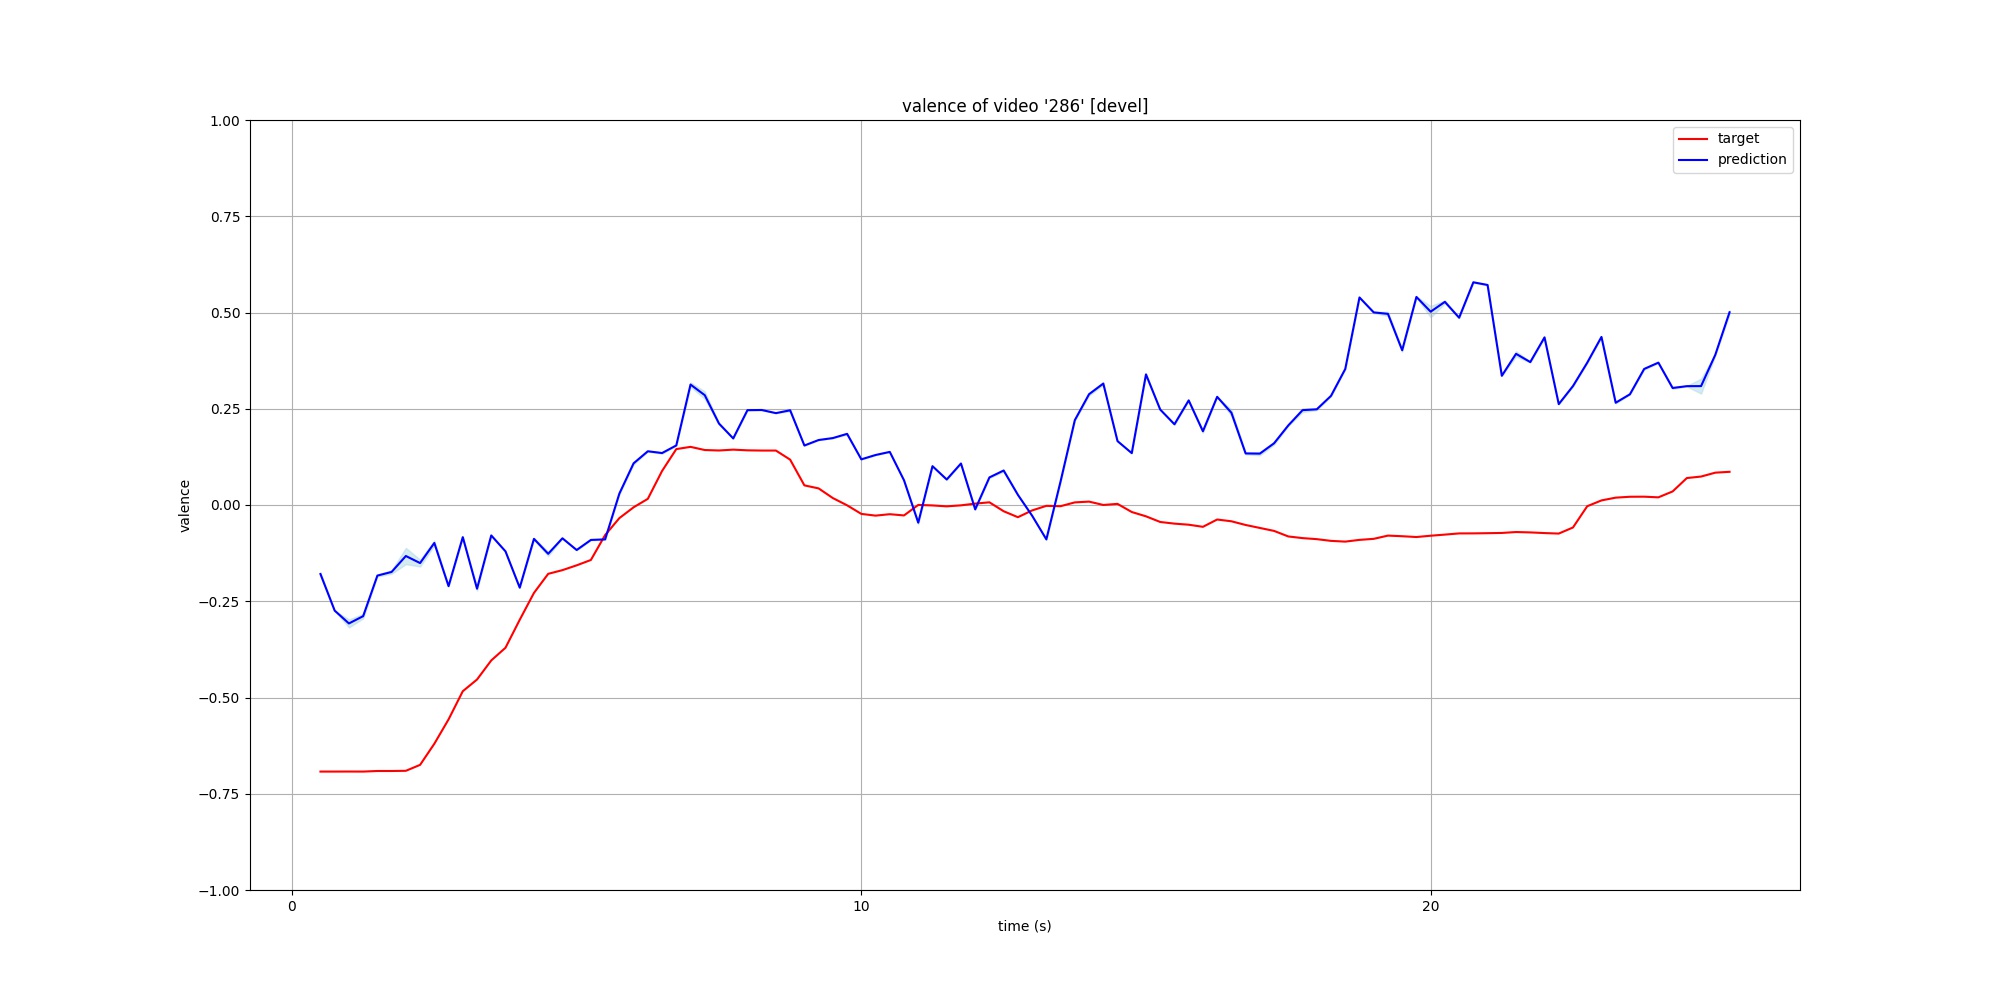 valence of video '286' [devel]
target
prediction
1.00
0.75
0.50
0.25
0.00
−0.25
−0.50
−0.75
−1.00
valence
0
10
20
time (s)